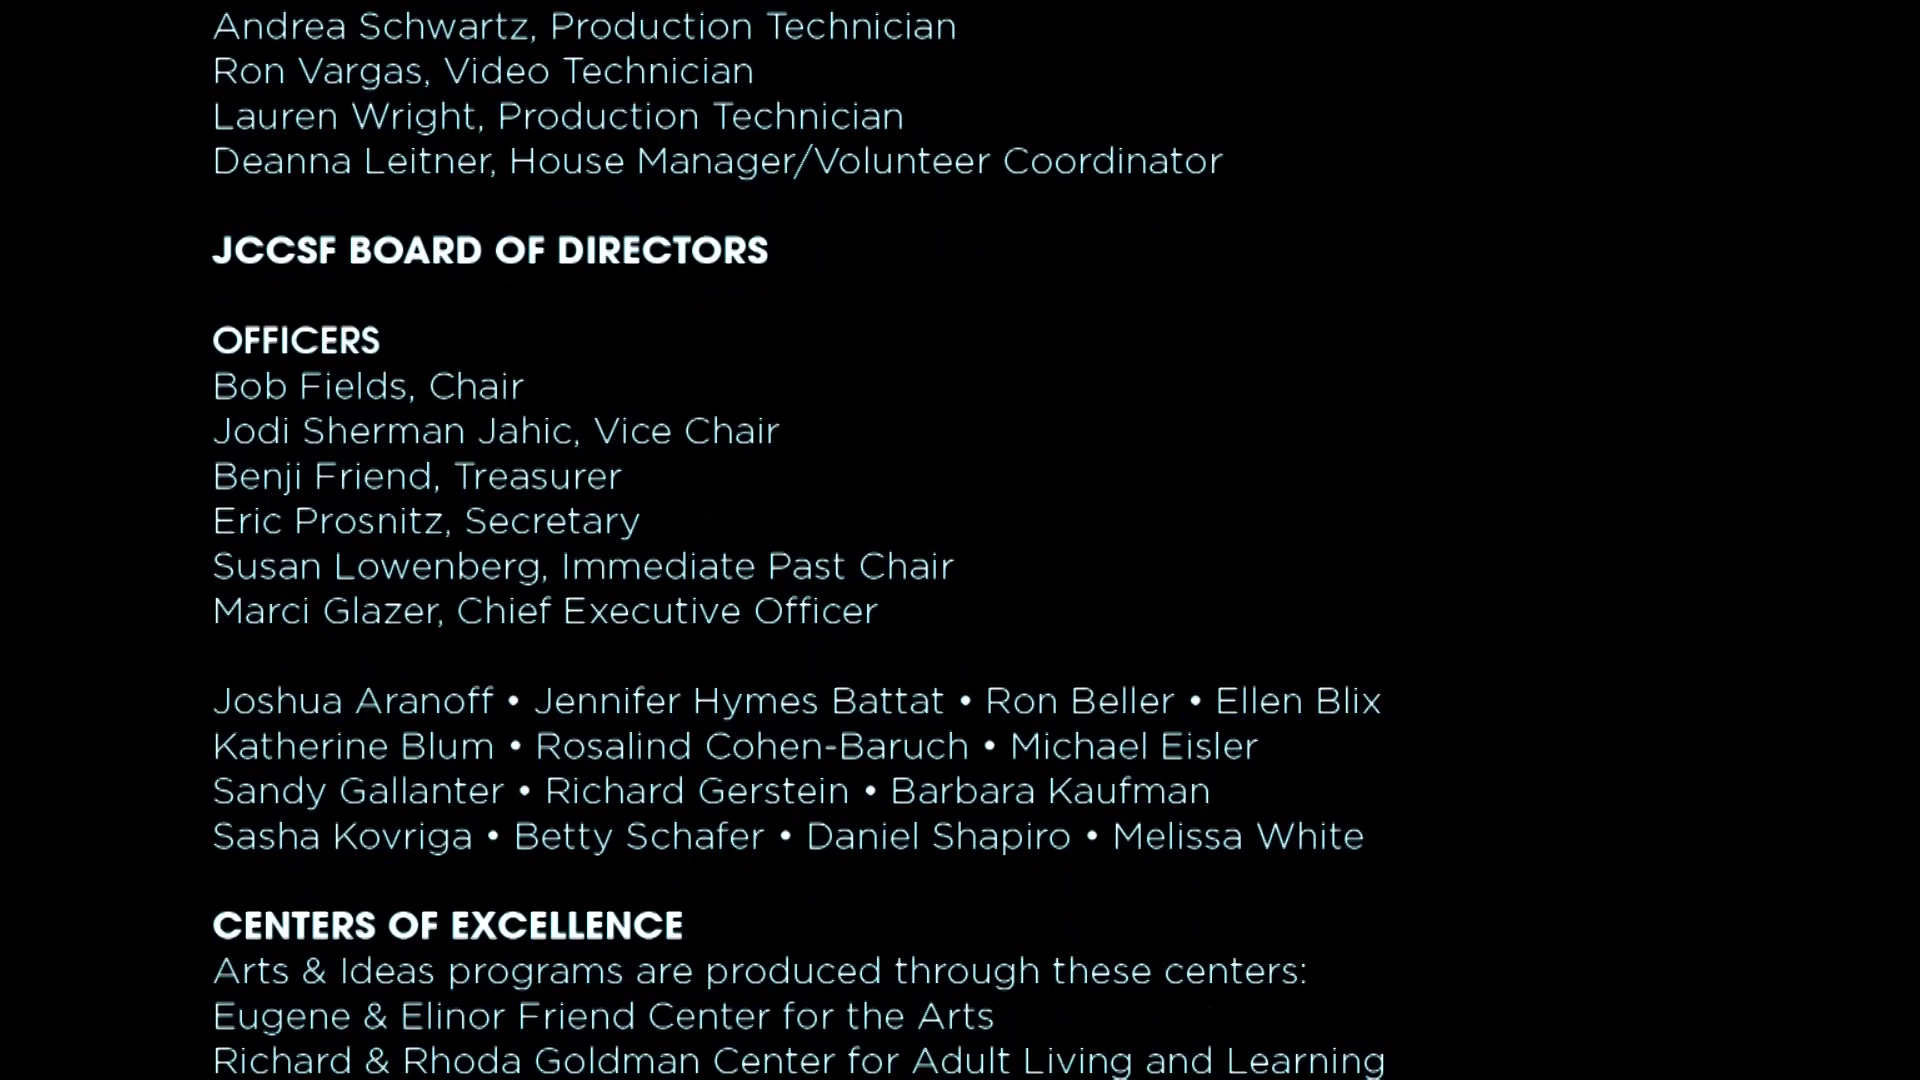 Andrea Schwartz, Production Technician
Ron Vargas, Video Technician
Lauren Wright, Production Technician
Deanna Leitner, House Manager/Volunteer Coordinator
JCCSF BOARD OF DIRECTORS
OFFICERS
Bob Fields, Chair
Jodi Sherman Jahic, Vice Chair
Benji Friend, Treasurer
Eric Prosnitz, Secretary
Susan Lowenberg, Immediate Past Chair
Marci Glazer, Chief Executive Officer
Joshua Aranoff • Jennifer Hymes Battat • Ron Beller • Ellen Blix
Katherine Blum • Rosalind Cohen-Baruch • Michael Eisler
Sandy Gallanter • Richard Gerstein • Barbara Kaufman
Sasha Kovriga • Betty Schafer • Daniel Shapiro • Melissa White
CENTERS OF EXCELLENCE
Arts & Ideas programs are produced through these centers:
Eugene & Elinor Friend Center for the Arts
Richard & Rhoda Goldman Center for Adult Living and Learning